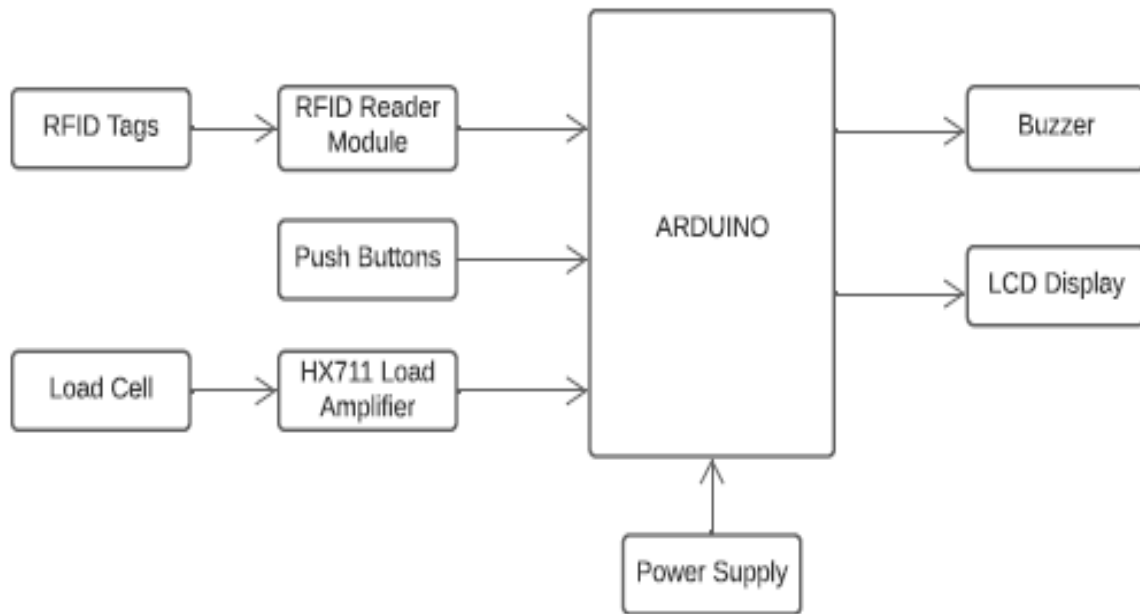 RFID Tags
RFID Reader
Module
Push Buttons
Load Cell
HX711 Load
Amplifier
ARDUINO
Buzzer
LCD Display
Power Supply